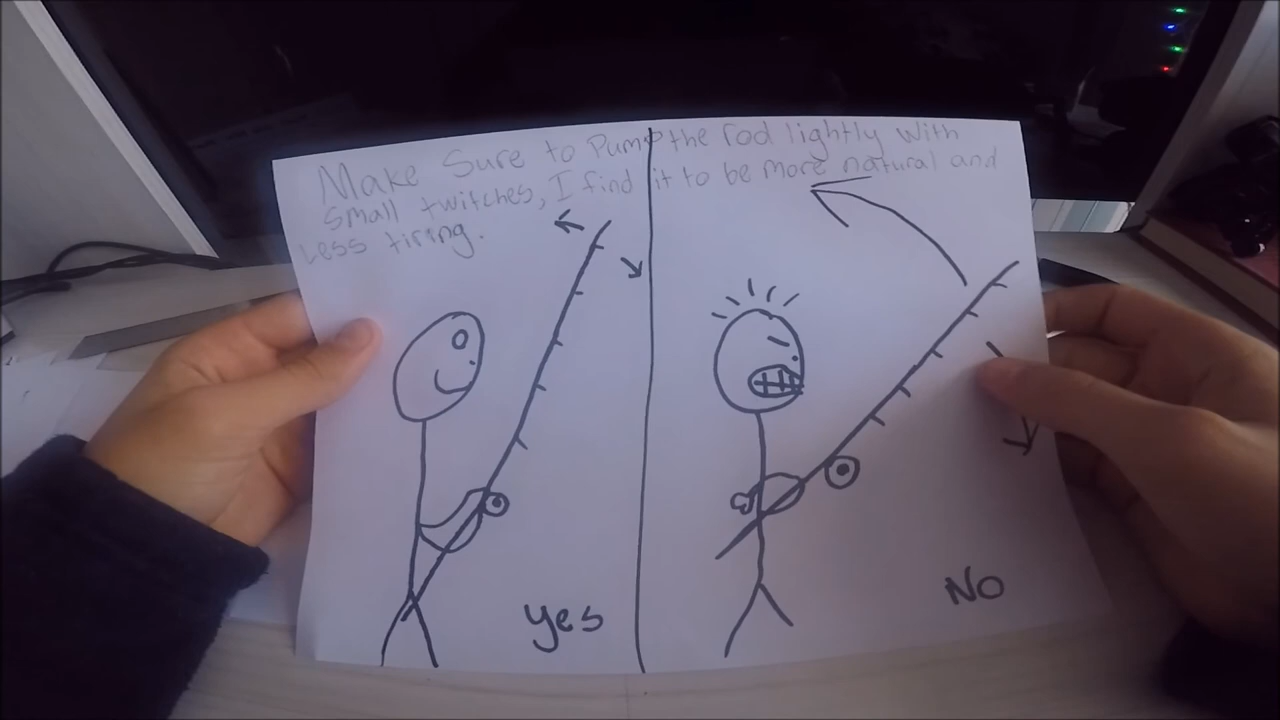 Make Sure to Pump the rod lightly with
small twitches, I find it to be more natural and
Less tiring.
Yes
No